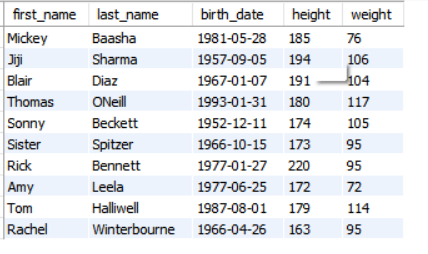 first_name last_name birth_date height weight
Mickey Baasha 1981-05-28 185 76
Jiji Sharma 1957-09-05 194 106
Blair Diaz 1967-01-07 191 104
Thomas ONeill 1993-01-31 180 117
Sonny Beckett 1952-12-11 174 105
Sister Spitzer 1966-10-15 173 95
Rick Bennett 1977-01-27 220 95
Amy Leela 1977-06-25 172 72
Tom Halliwell 1987-08-01 179 114
Rachel Winterbourne 1966-04-26 163 95